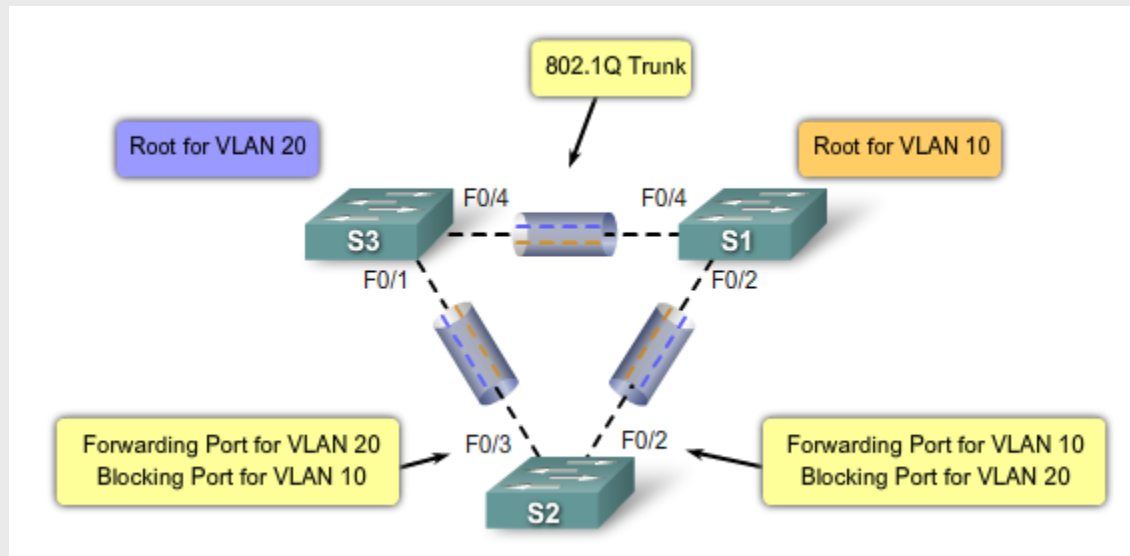 802.1Q Trunk
Root for VLAN 20
Root for VLAN 10
F0/4
F0/4
S3
S1
F0/1
F0/2
Forwarding Port for VLAN 20
Blocking Port for VLAN 10
F0/3
F0/2
Forwarding Port for VLAN 10
Blocking Port for VLAN 20
S2